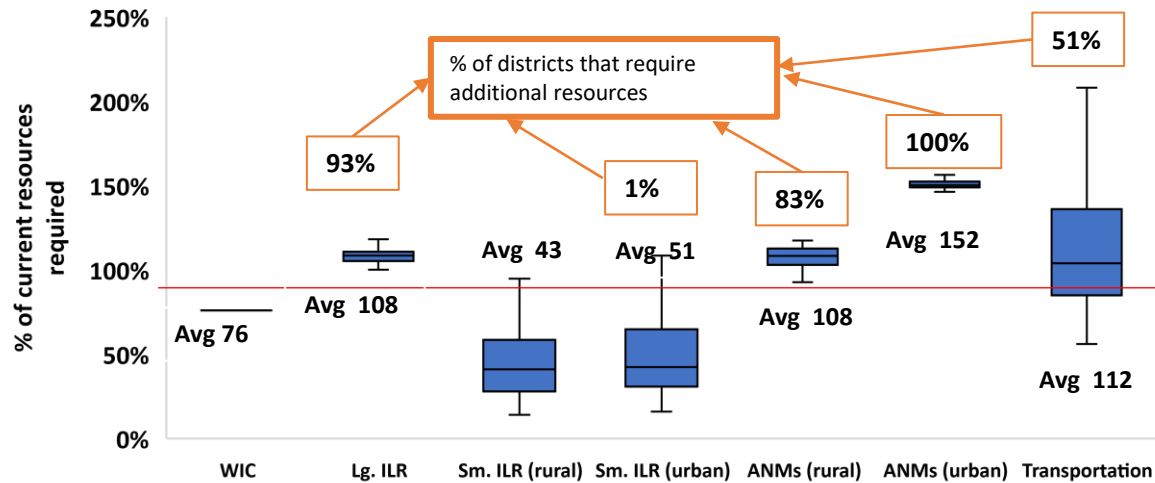 % of current resources
required
250%
200%
150%
100%
50%
0%
% of districts that require
additional resources
51%
93%
1%
83%
100%
Avg 76
Avg 108
Avg 43
Avg 51
Avg 108
Avg 152
Avg 112
WIC
Lg. ILR
Sm. ILR (rural)
Sm. ILR (urban)
ANMs (rural)
ANMs (urban)
Transportation